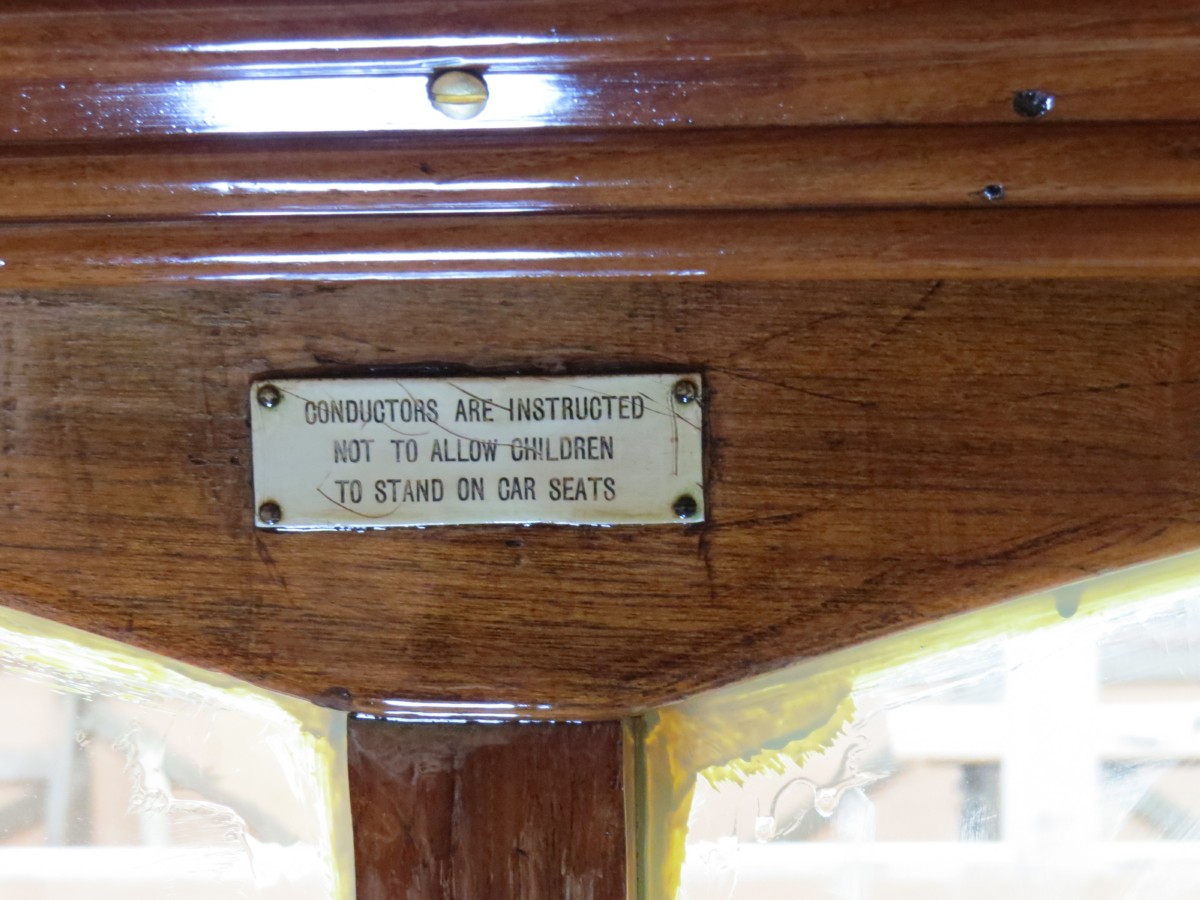 CONDUCTORS ARE INSTRUCTED
NOT TO ALLOW CHILDREN
TO STAND ON CAR SEATS